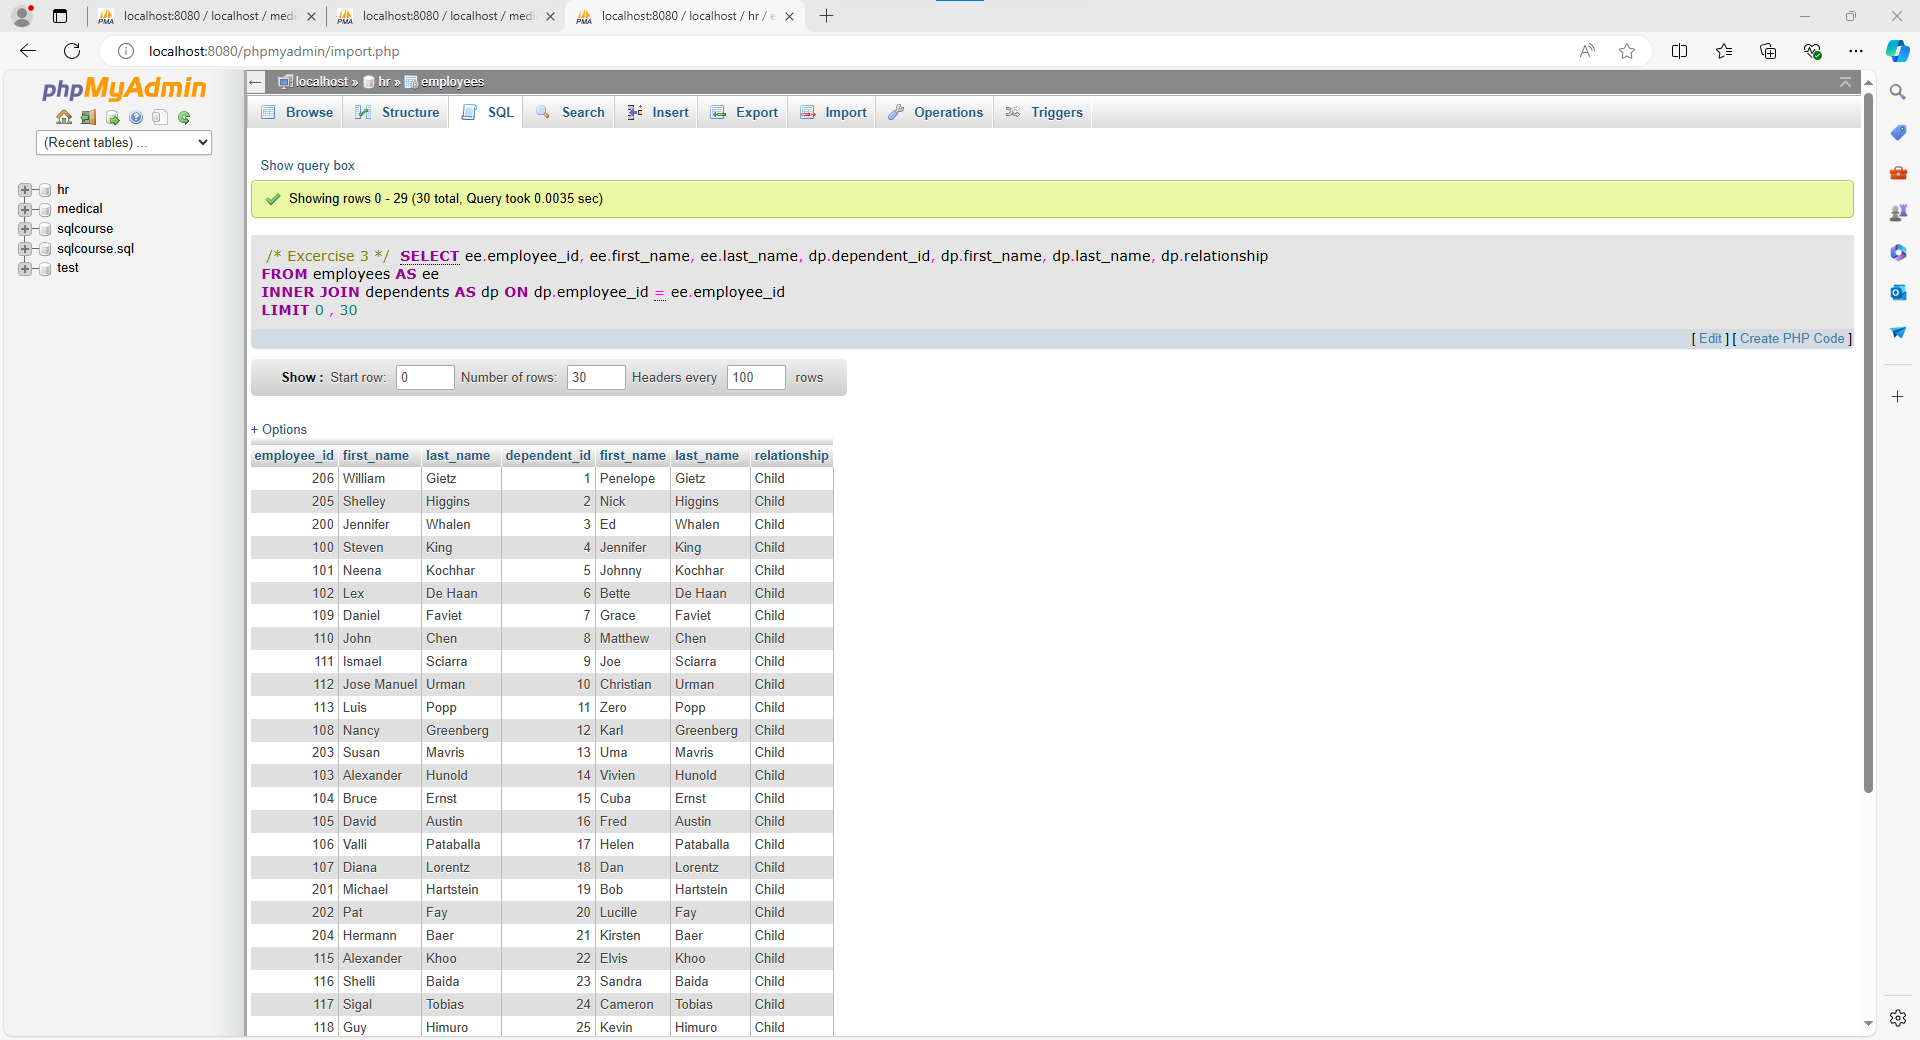 localhost:8080 / localhost / medi
localhost:8080 / localhost / medi
localhost:8080 / localhost / hr / e
localhost:8080/phpmyadmin/import.php
phpMyAdmin
(Recent tables) ...
hr
medical
sqlcourse
sqlcourse.sql
test
localhost » hr » employees
Browse Structure SQL Search Insert Export Import Operations Triggers
Show query box
Showing rows 0 - 29 (30 total, Query took 0.0035 sec)
/* Excercise 3 */ SELECT ee.employee_id, ee.first_name, ee.last_name, dp.dependent_id, dp.first_name, dp.last_name, dp.relationship
FROM employees AS ee
INNER JOIN dependents AS dp ON dp.employee_id = ee.employee_id
LIMIT 0 , 30
[ Edit ] [ Create PHP Code ]
Show : Start row: 0 Number of rows: 30 Headers every 100 rows
+ Options
employee_id first_name last_name dependent_id first_name last_name relationship
206 William Gietz 1 Penelope Gietz Child
205 Shelley Higgins 2 Nick Higgins Child
200 Jennifer Whalen 3 Ed Whalen Child
100 Steven King 4 Jennifer King Child
101 Neena Kochhar 5 Johnny Kochhar Child
102 Lex De Haan 6 Bette De Haan Child
109 Daniel Faviet 7 Grace Faviet Child
110 John Chen 8 Matthew Chen Child
111 Ismael Sciarra 9 Joe Sciarra Child
112 Jose Manuel Urman 10 Christian Urman Child
113 Luis Popp 11 Zero Popp Child
108 Nancy Greenberg 12 Karl Greenberg Child
203 Susan Mavris 13 Uma Mavris Child
103 Alexander Hunold 14 Vivien Hunold Child
104 Bruce Ernst 15 Cuba Ernst Child
105 David Austin 16 Fred Austin Child
106 Valli Pataballa 17 Helen Pataballa Child
107 Diana Lorentz 18 Dan Lorentz Child
201 Michael Hartstein 19 Bob Hartstein Child
202 Pat Fay 20 Lucille Fay Child
204 Hermann Baer 21 Kirsten Baer Child
115 Alexander Khoo 22 Elvis Khoo Child
116 Shelli Baida 23 Sandra Baida Child
117 Sigal Tobias 24 Cameron Tobias Child
118 Guy Himuro 25 Kevin Himuro Child